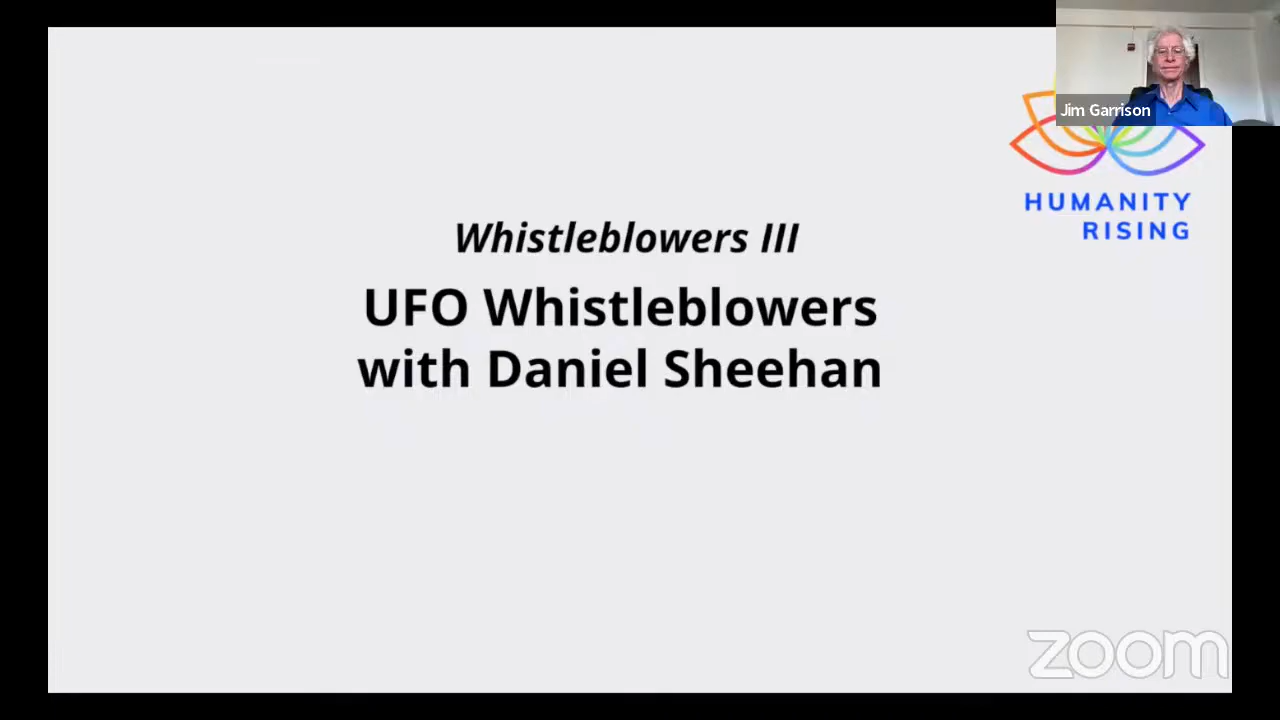 Jim Garrison
HUMANITY
RISING
Whistleblowers III
UFO Whistleblowers
with Daniel Sheehan
zoom